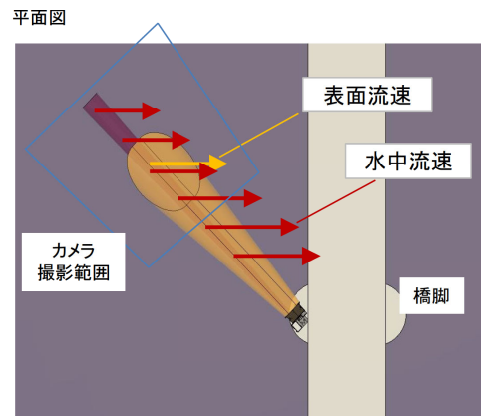 平面図
表面流速
水中流速
カメラ
撮影範囲
橋脚